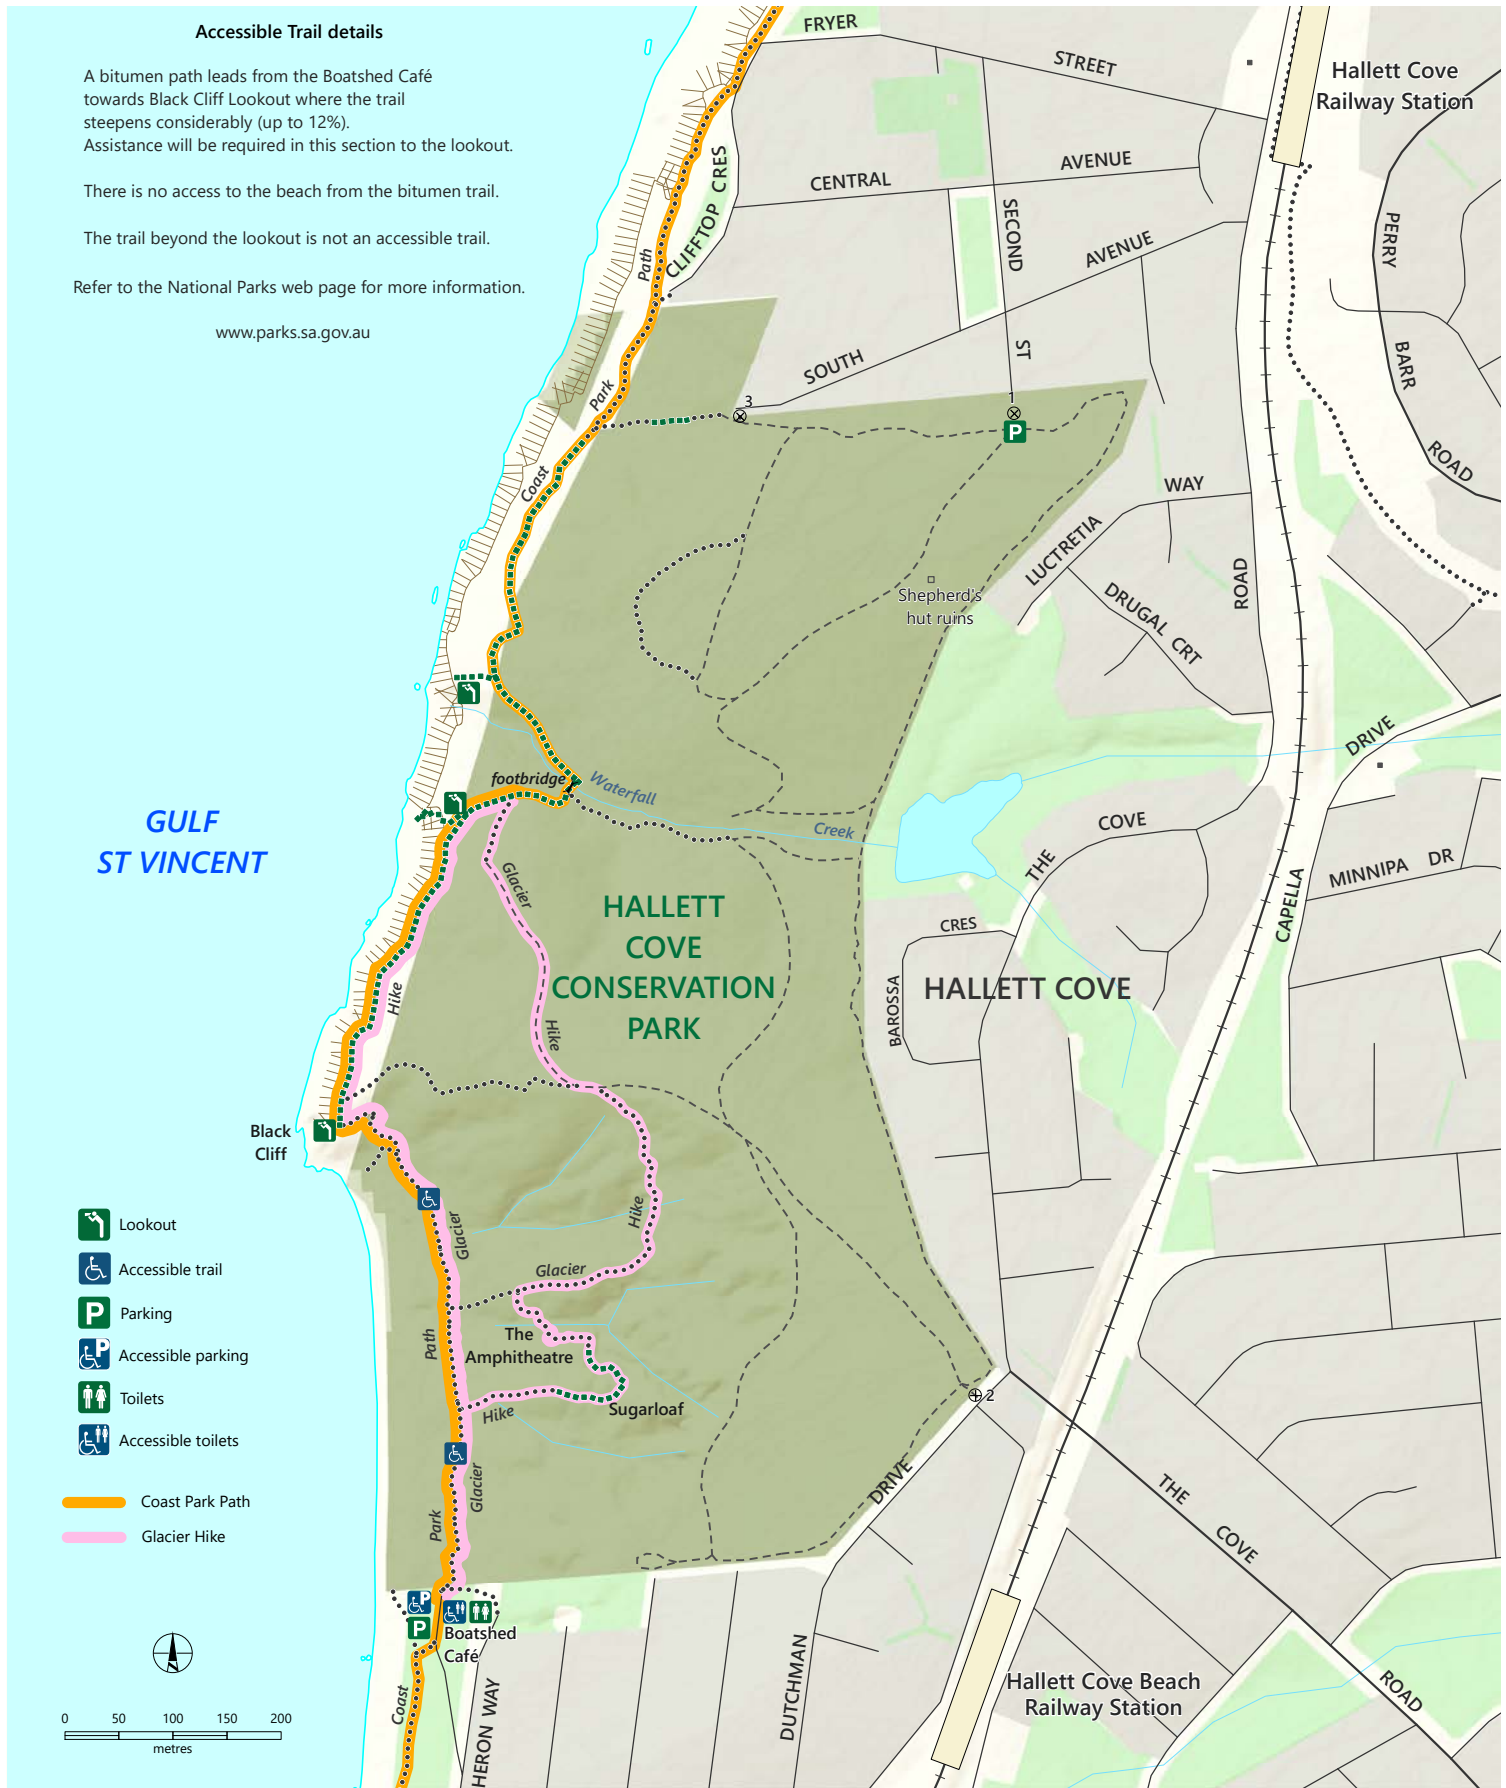 Accessible Trail details
A bitumen path leads from the Boatshed Café
towards Black Cliff Lookout where the trail
steepens considerably (up to 12%).
Assistance will be required in this section to the lookout.
There is no access to the beach from the bitumen trail.
The trail beyond the lookout is not an accessible trail.
Refer to the National Parks web page for more information.
www.parks.sa.gov.au
FRYER
STREET
Hallett Cove
Railway Station
CENTRAL
AVENUE
CLIFFTOP CRES
SECOND
ST
SOUTH
AVENUE
PERRY
BARR
ROAD
Path
Park
Coast
3
1
P
WAY
LUCTRETIA
DRUGAL CRT
ROAD
Shepherd's
hut ruins
DRIVE
footbridge
Waterfall
Creek
GULF
ST VINCENT
THE
COVE
MINNIPA DR
CAPELLA
Glacier
Hike
HALLETT
COVE
CONSERVATION
PARK
CRES
BAROSSA
HALLETT COVE
Hike
Black
Cliff
Glacier
Hike
Glacier
Path
The
Amphitheatre
Hike
Sugarloaf
2
Glacier
Park
DRIVE
THE
COVE
ROAD
Lookout
Accessible trail
P
Parking
P
Accessible parking
Toilets
Accessible toilets
Coast Park Path
Glacier Hike
P
P
Boatshed
Café
Coast
HERON WAY
DUTCHMAN
Hallett Cove Beach
Railway Station
N
0 50 100 150 200
metres